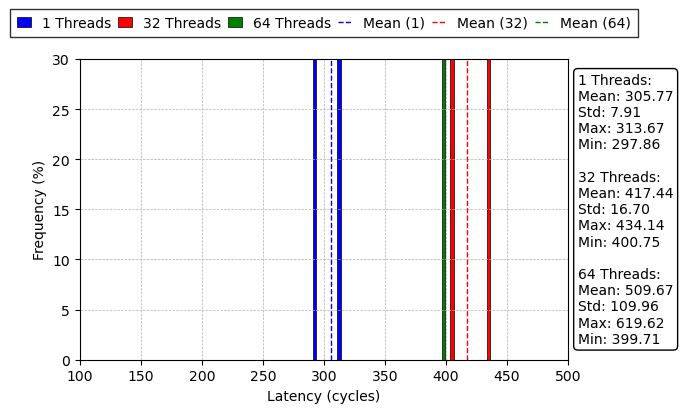 1 Threads 32 Threads 64 Threads Mean (1) Mean (32) Mean (64)
30
25
20
15
10
5
0
Frequency (%)
100 150 200 250 300 350 400 450 500
Latency (cycles)
1 Threads:
Mean: 305.77
Std: 7.91
Max: 313.67
Min: 297.86
32 Threads:
Mean: 417.44
Std: 16.70
Max: 434.14
Min: 400.75
64 Threads:
Mean: 509.67
Std: 109.96
Max: 619.62
Min: 399.71